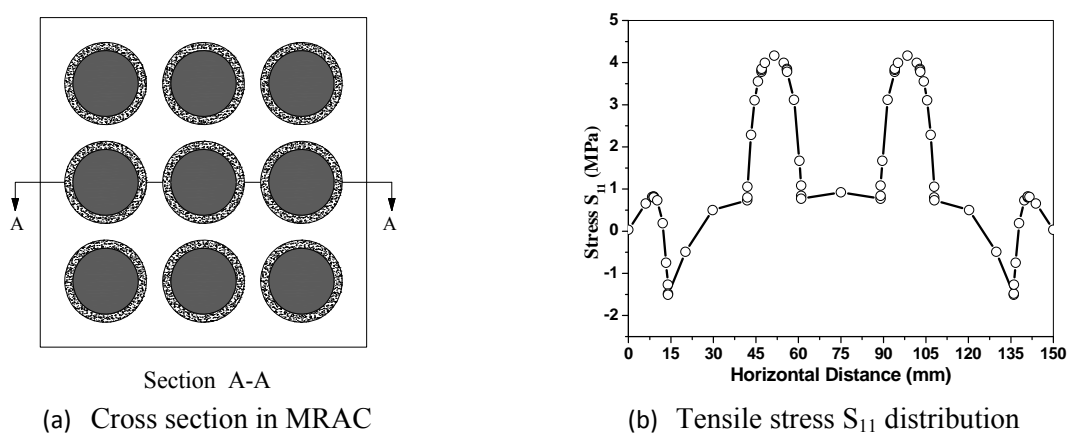 A
A
Section A-A
(a) Cross section in MRAC
Stress S11 (MPa)
5
4
3
2
1
0
-1
-2
0 15 30 45 60 75 90 105 120 135 150
Horizontal Distance (mm)
(b) Tensile stress S11 distribution